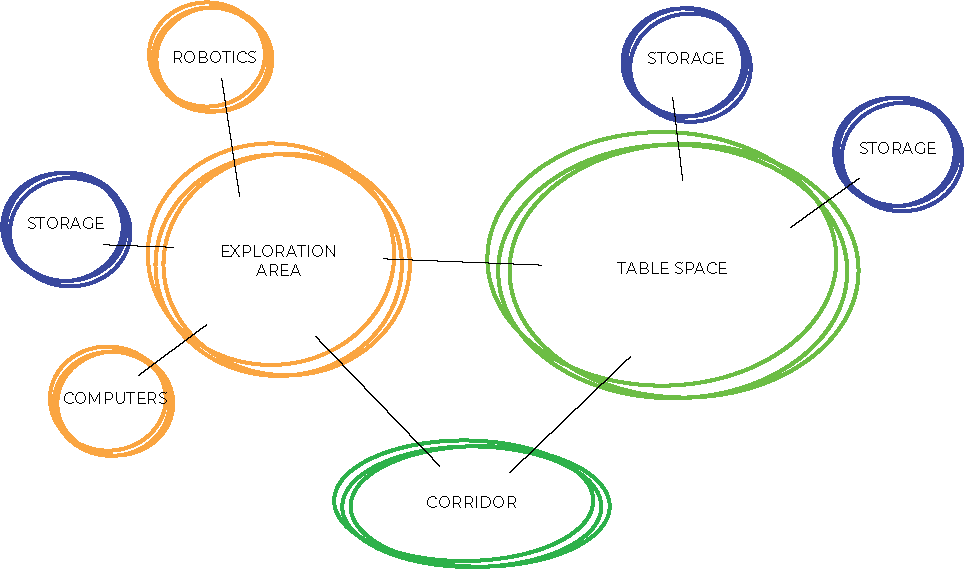 ROBOTICS
STORAGE
STORAGE
STORAGE
EXPLORATION
AREA
TABLE SPACE
COMPUTERS
CORRIDOR